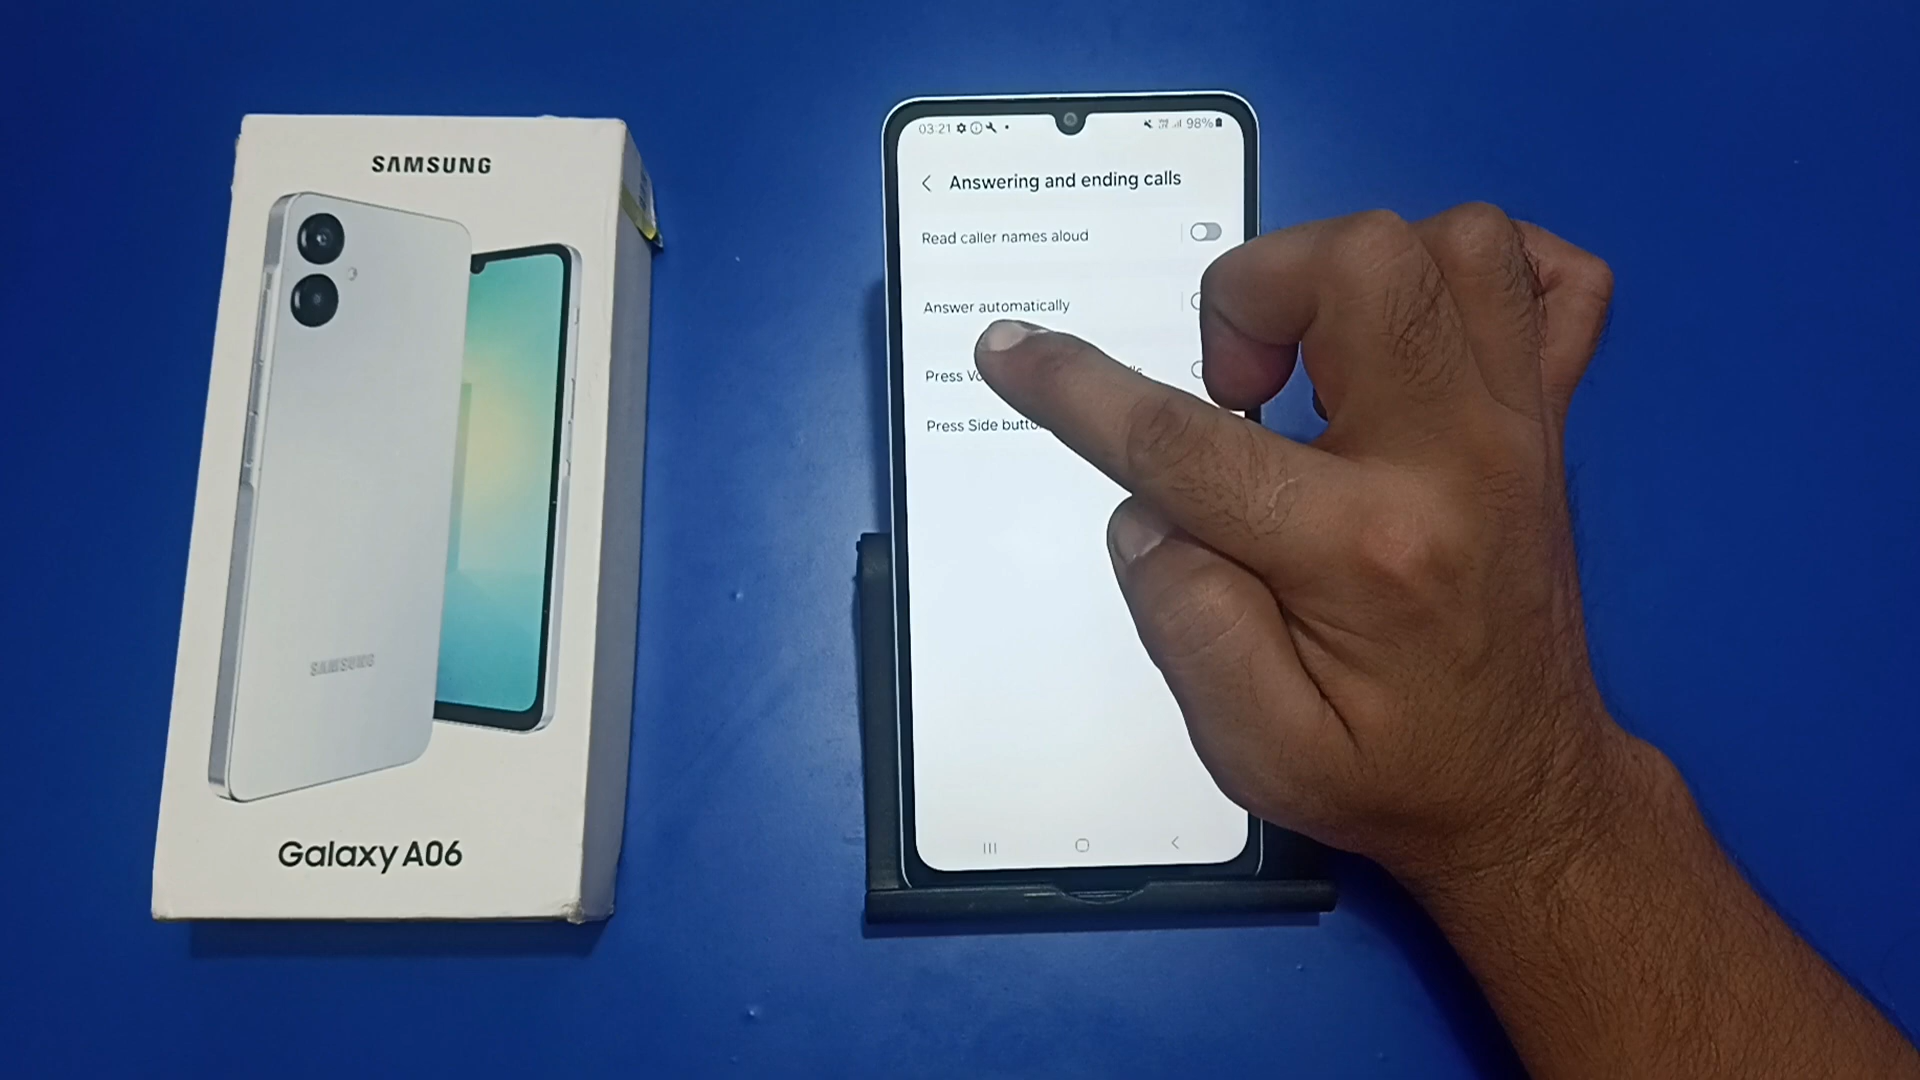 SAMSUNG
SAMSUNG
Galaxy A06
03:21
98%
Answering and ending calls
Read caller names aloud
Answer automatically
Press
Press Side